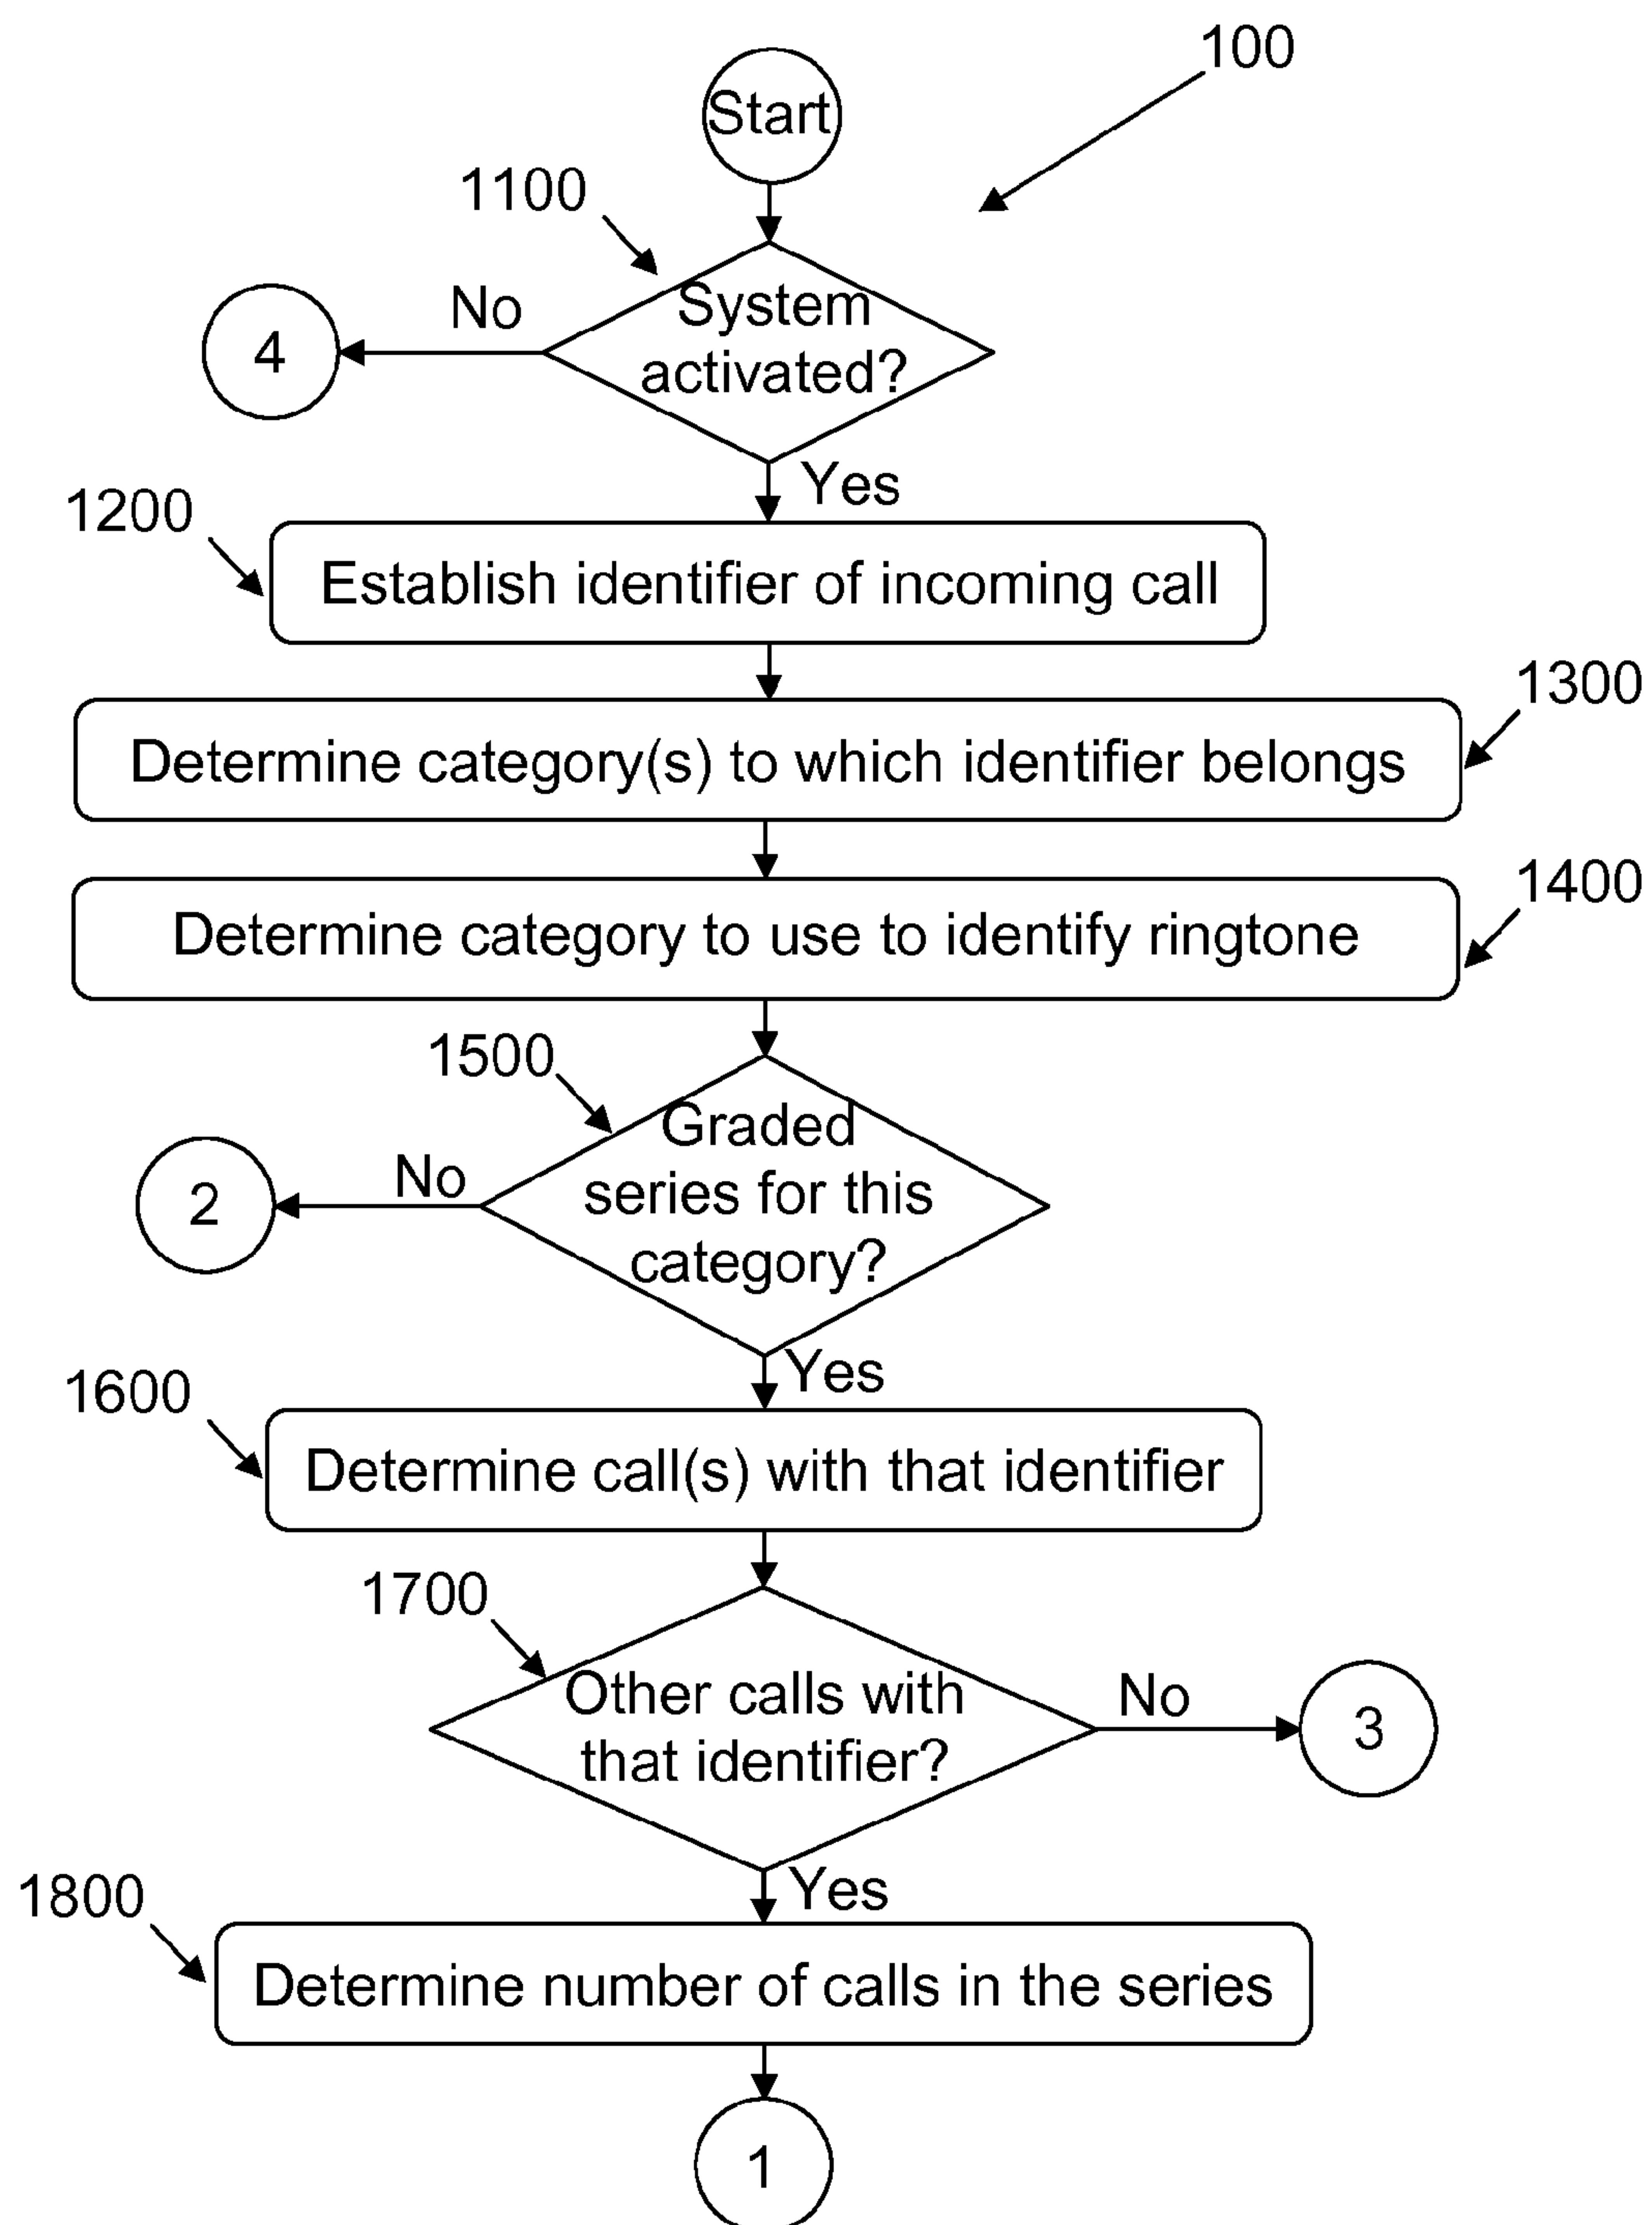 100
Start
1100
No
System
activated?
4
Yes
1200
Establish identifier of incoming call
1300
Determine category(s) to which identifier belongs
1400
Determine category to use to identify ringtone
1500
Graded
series for this
category?
No
2
Yes
1600
Determine call(s) with that identifier
1700
Other calls with
that identifier?
No
3
Yes
1800
Determine number of calls in the series
1